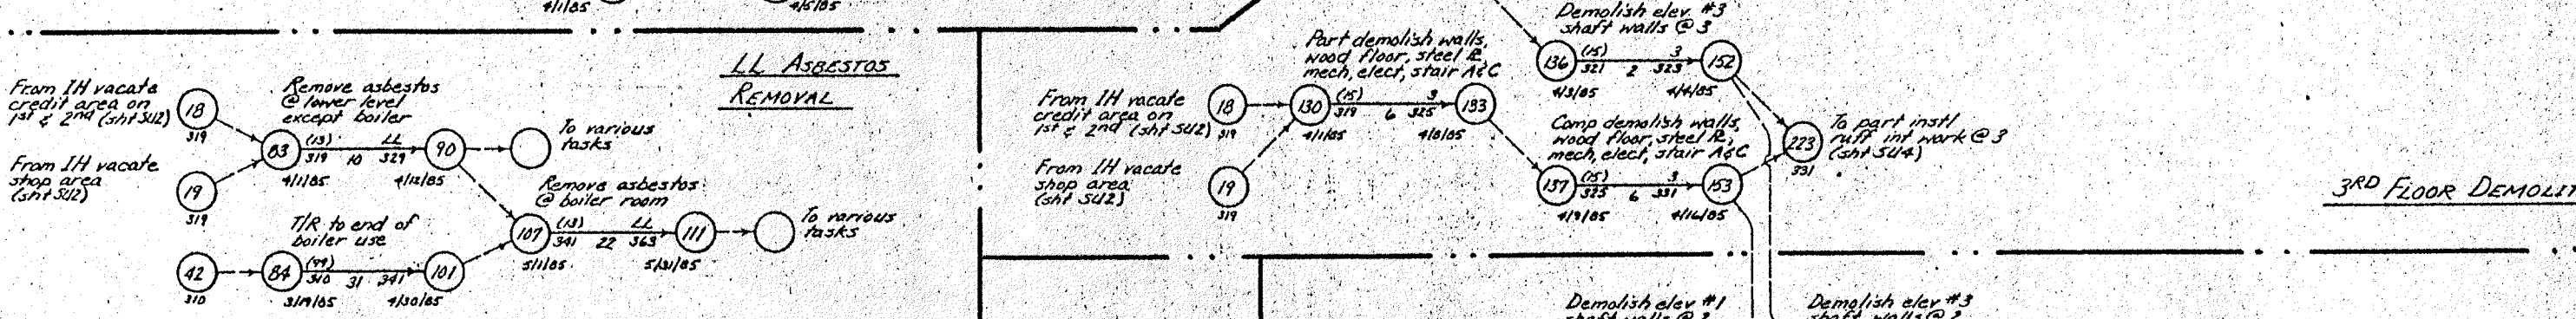 4/1/85
4/5/85
LL ASBESTOS
REMOVAL
From IH vacate
credit area on
1st & 2nd (sht SU2)
18
319
From IH vacate
shop area
(sht SU2)
19
319
Remove asbestos
@ lower level
except boiler
83
(13) LL
319 10 329
90
4/1/85
4/12/85
To various
tasks
T/R to end of
boiler use
42
310
84
(99)
310 31 341
101
4/30/85
Remove asbestos
@ boiler room
107
(13) LL
341 22 363
111
5/1/85
5/31/85
To various
tasks
From IH vacate
credit area on
1st & 2nd (sht SU2)
18
319
From IH vacate
shop area
(sht SU2)
19
319
Part demolish walls,
wood floor, steel PL,
mech, elect, stair A&C
130
(15) 3
319 6 325
133
4/1/85
4/8/85
Demolish elev. #3
shaft walls @ 3
136
(15) 3
321 2 323
152
4/3/85
4/4/85
Comp demolish walls,
wood floor, steel PL,
mech, elect, stair A&C
137
(15) 3
325 6 331
153
4/9/85
4/16/85
223
331
To part instl
ruff int work @ 3
(sht SU4)
3RD FLOOR DEMOLIT
Demolish elev #1
shaft walls @ 2
Demolish elev #3
shaft walls @ 2